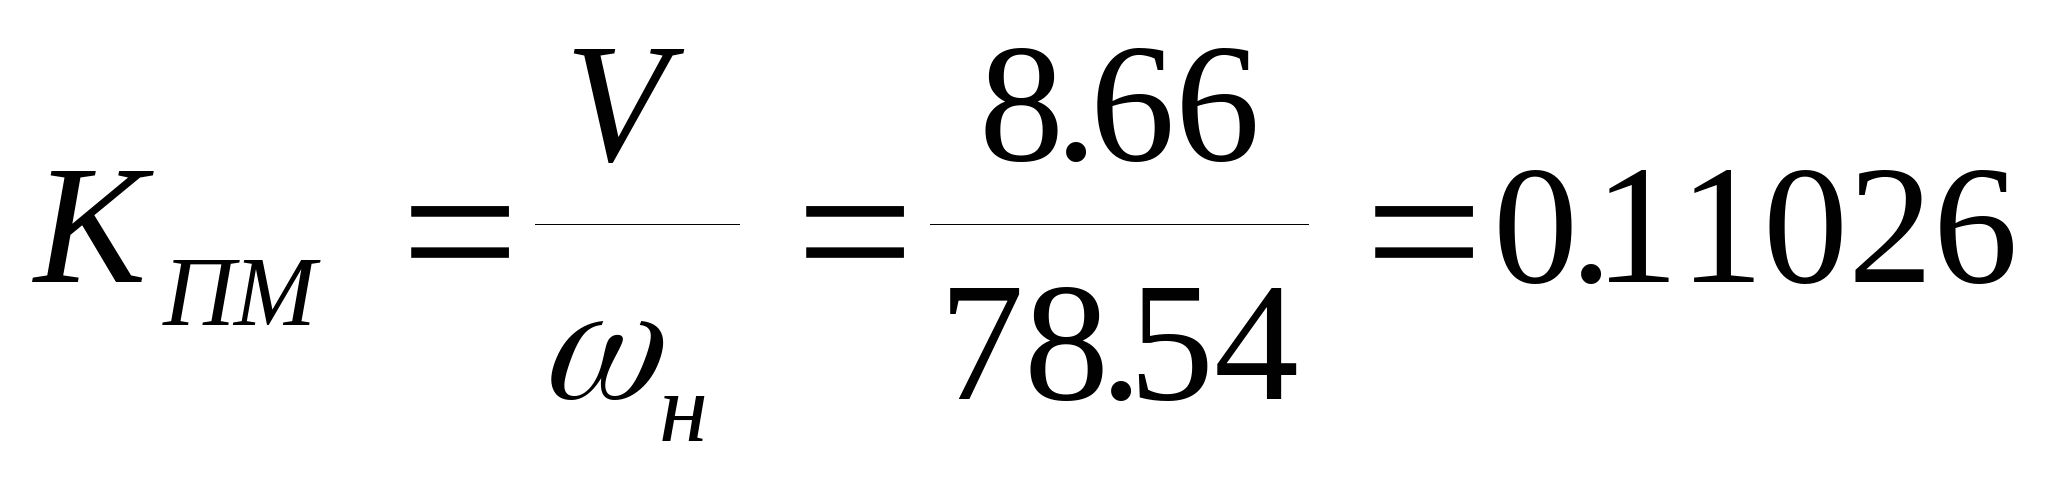 K_ПМ = V/ω_н = 8.66/78.54 = 0.11026